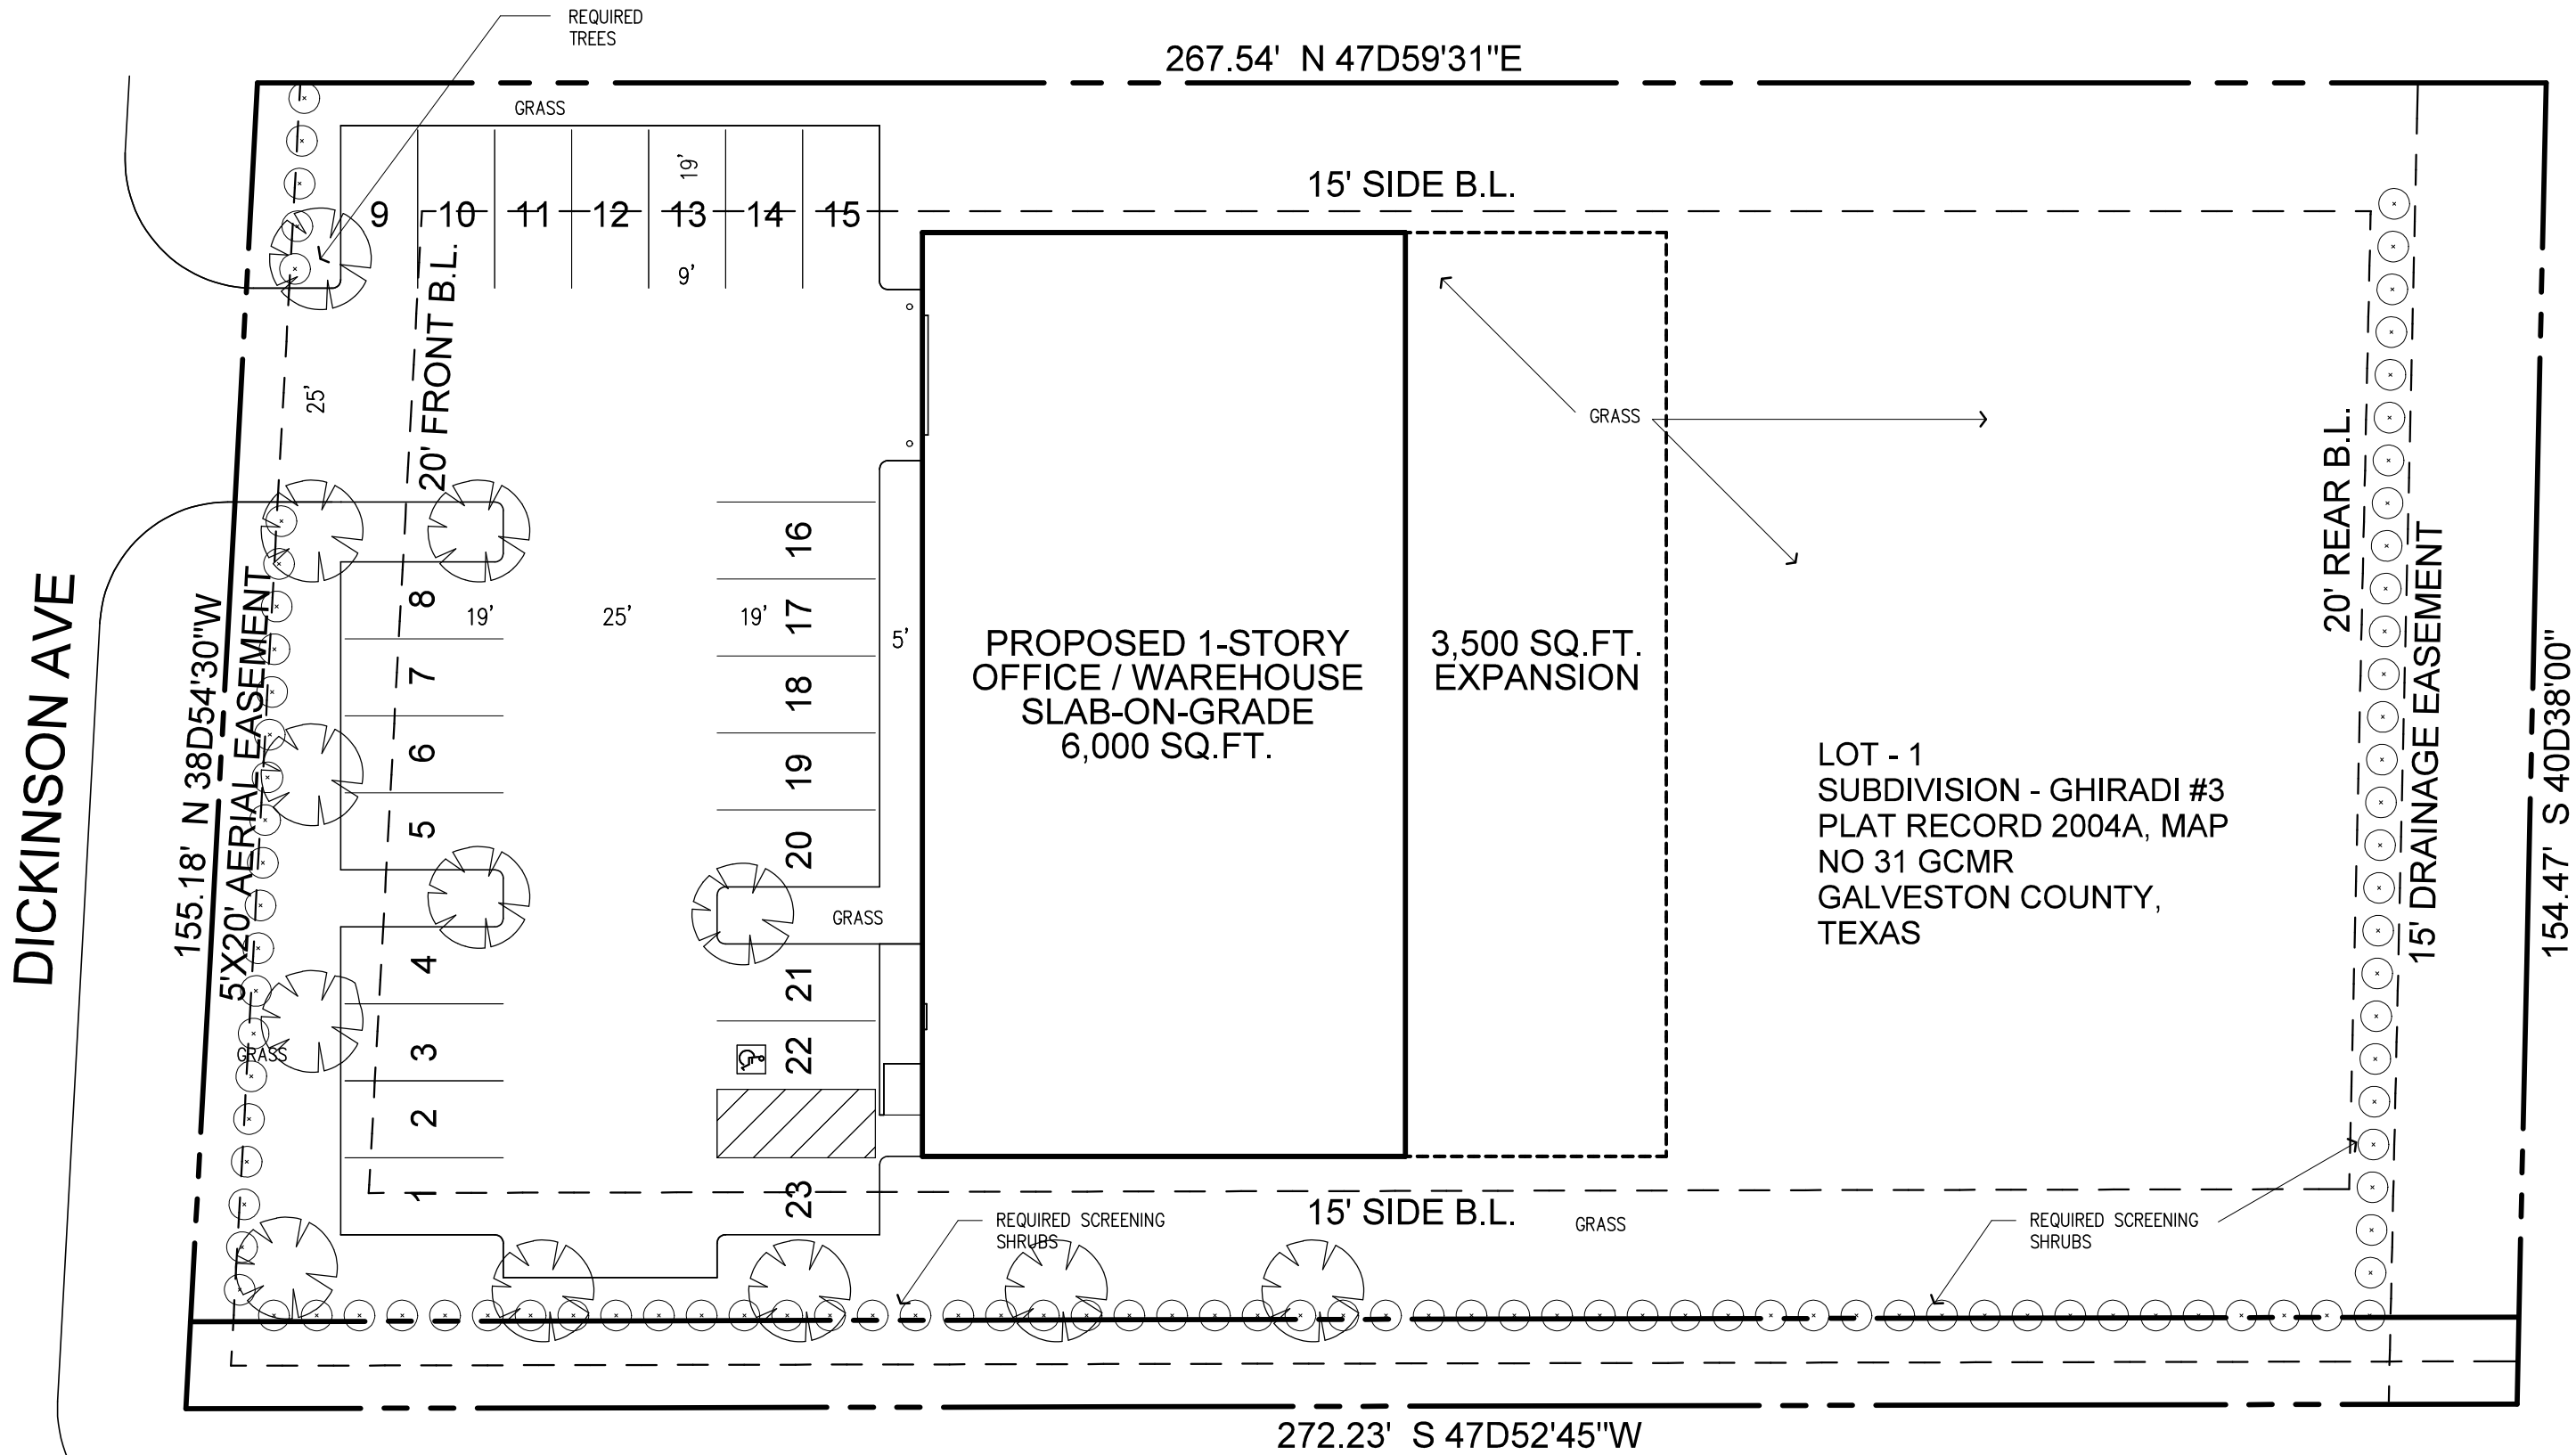 REQUIRED
TREES
267.54' N 47D59'31"E
GRASS
19'
15' SIDE B.L.
9
10
11
12
13
14
15
9'
20' FRONT B.L.
25'
GRASS
20' REAR B.L.
16
8
19'
25'
19'
17
5'
PROPOSED 1-STORY
OFFICE / WAREHOUSE
SLAB-ON-GRADE
6,000 SQ.FT.
3,500 SQ.FT.
EXPANSION
7
18
6
19
5
20
DICKINSON AVE
155.18' N 38D54'30"W
5'X20' AERIAL EASEMENT
LOT - 1
SUBDIVISION - GHIRADI #3
PLAT RECORD 2004A, MAP
NO 31 GCMR
GALVESTON COUNTY,
TEXAS
15' DRAINAGE EASEMENT
154.47' S 40D38'00"
GRASS
4
21
GRASS
3
22
2
1
23
REQUIRED SCREENING
SHRUBS
15' SIDE B.L.
GRASS
REQUIRED SCREENING
SHRUBS
272.23' S 47D52'45"W